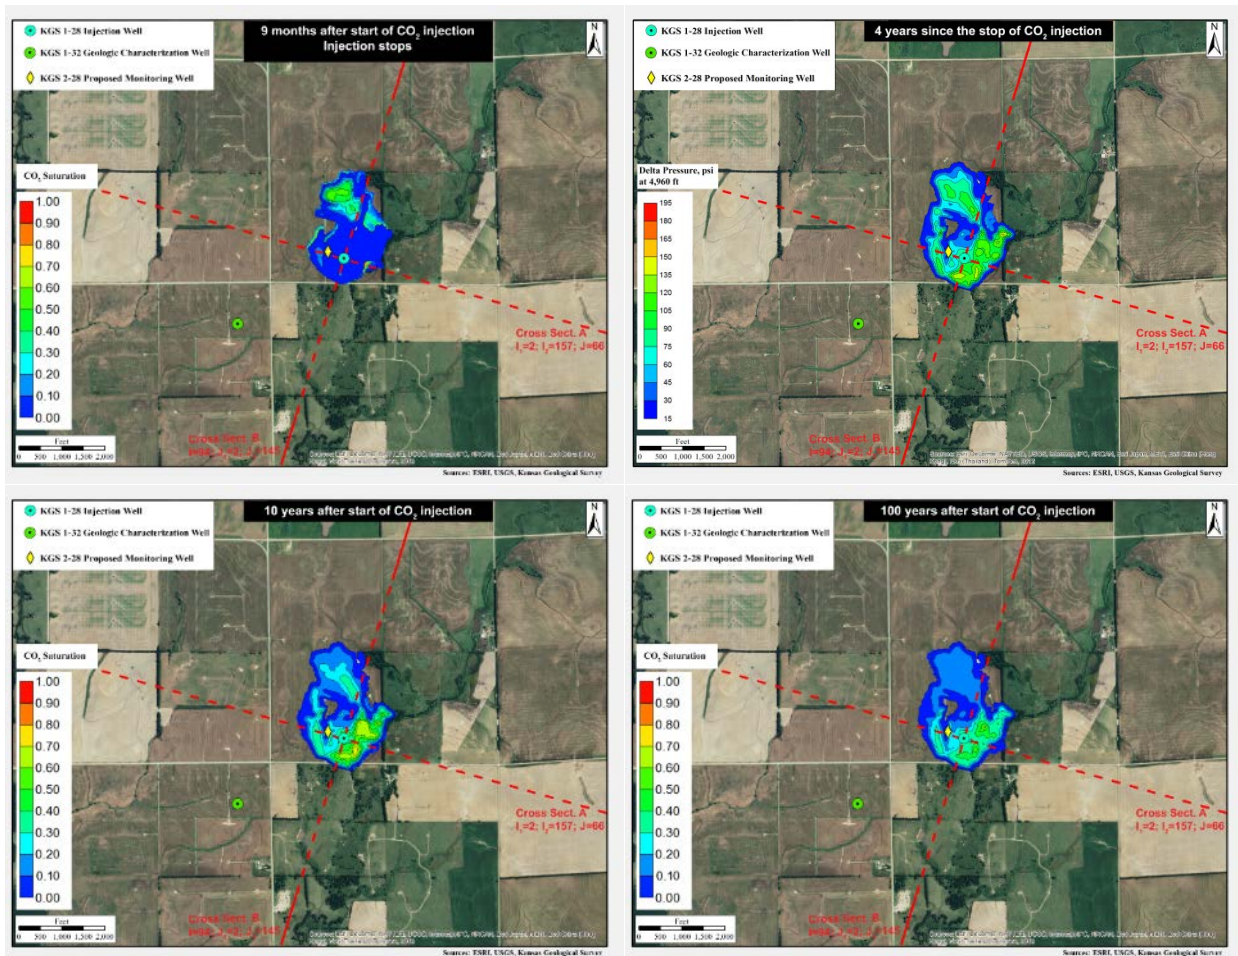 KGS 1-28 Injection Well
KGS 1-32 Geologic Characterization Well
KGS 2-28 Proposed Monitoring Well
9 months after start of CO2 injection
Injection stops
N
CO2 Saturation
1.00
0.90
0.80
0.70
0.60
0.50
0.40
0.30
0.20
0.10
0.00
Cross Sect. A
I1=2; I2=157; J=66
Cross Sect. B
Feet
0 500 1,000 1,500 2,000
Sources: ESRI, USGS, Kansas Geological Survey
KGS 1-28 Injection Well
KGS 1-32 Geologic Characterization Well
KGS 2-28 Proposed Monitoring Well
4 years since the stop of CO2 injection
N
Delta Pressure, psi
at 4,960 ft
195
180
165
150
135
120
105
90
75
60
45
30
15
Cross Sect. A
I1=2; I2=157; J=66
Cross Sect. B
Feet
0 500 1,000 1,500 2,000
Sources: ESRI, USGS, Kansas Geological Survey
KGS 1-28 Injection Well
KGS 1-32 Geologic Characterization Well
KGS 2-28 Proposed Monitoring Well
10 years after start of CO2 injection
N
CO2 Saturation
1.00
0.90
0.80
0.70
0.60
0.50
0.40
0.30
0.20
0.10
0.00
Cross Sect. A
I1=2; I2=157; J=66
Cross Sect. B
Feet
0 500 1,000 1,500 2,000
Sources: ESRI, USGS, Kansas Geological Survey
KGS 1-28 Injection Well
KGS 1-32 Geologic Characterization Well
KGS 2-28 Proposed Monitoring Well
100 years after start of CO2 injection
N
CO2 Saturation
1.00
0.90
0.80
0.70
0.60
0.50
0.40
0.30
0.20
0.10
0.00
Cross Sect. A
I1=2; I2=157; J=66
Cross Sect. B
Feet
0 500 1,000 1,500 2,000
Sources: ESRI, USGS, Kansas Geological Survey